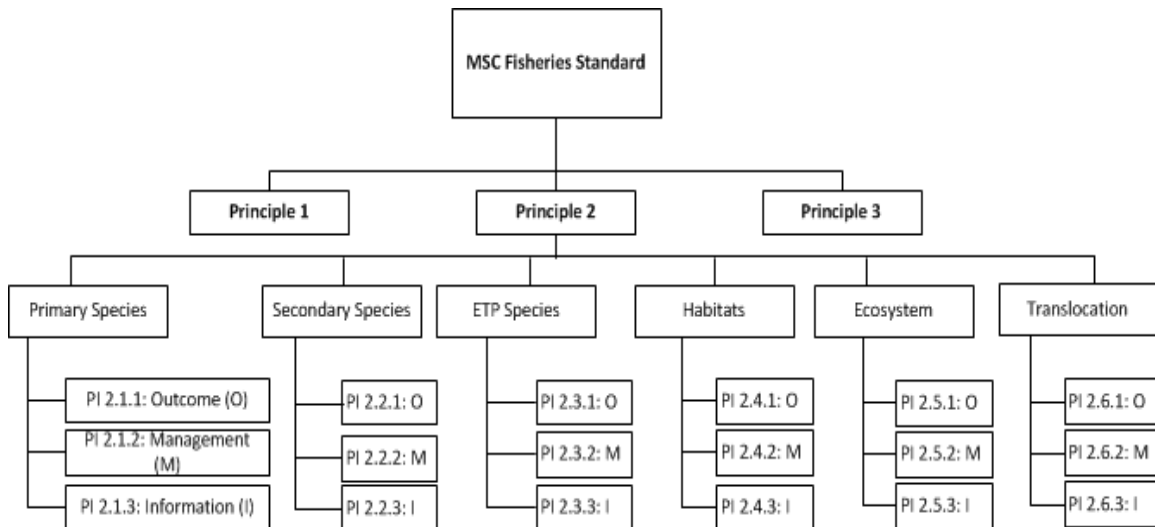 MSC Fisheries Standard
Principle 1
Principle 2
Principle 3
Primary Species
Secondary Species
ETP Species
Habitats
Ecosystem
Translocation
PI 2.1.1: Outcome (O)
PI 2.2.1: O
PI 2.3.1: O
PI 2.4.1: O
PI 2.5.1: O
PI 2.6.1: O
PI 2.1.2: Management
(M)
PI 2.2.2: M
PI 2.3.2: M
PI 2.4.2: M
PI 2.5.2: M
PI 2.6.2: M
PI 2.1.3: Information (I)
PI 2.2.3: I
PI 2.3.3: I
PI 2.4.3: I
PI 2.5.3: I
PI 2.6.3: I